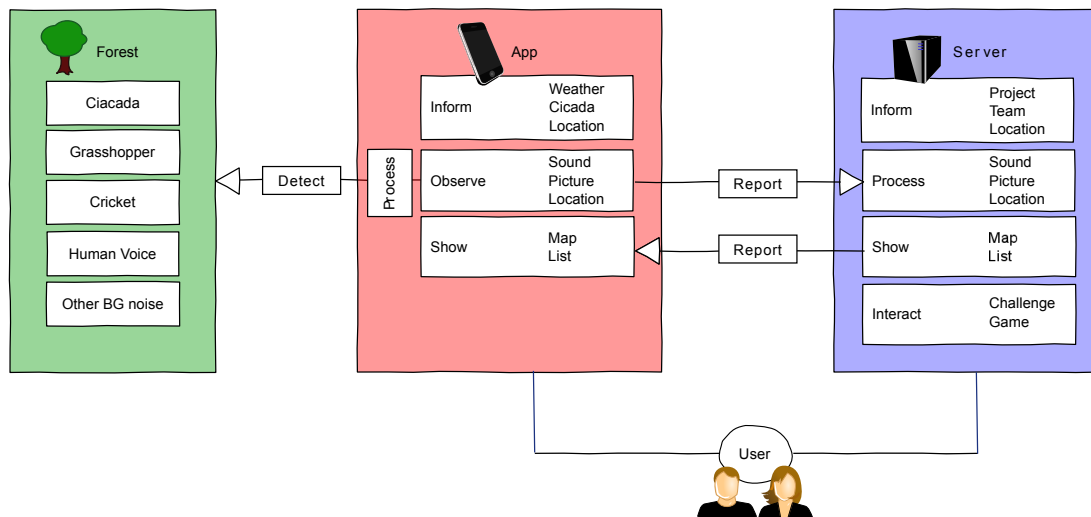 Forest
Ciacada
Grasshopper
Cricket
Human Voice
Other BG noise
Detect
Process
App
Inform
Weather
Cicada
Location
Observe
Sound
Picture
Location
Show
Map
List
Report
Report
Server
Inform
Project
Team
Location
Process
Sound
Picture
Location
Show
Map
List
Interact
Challenge
Game
User